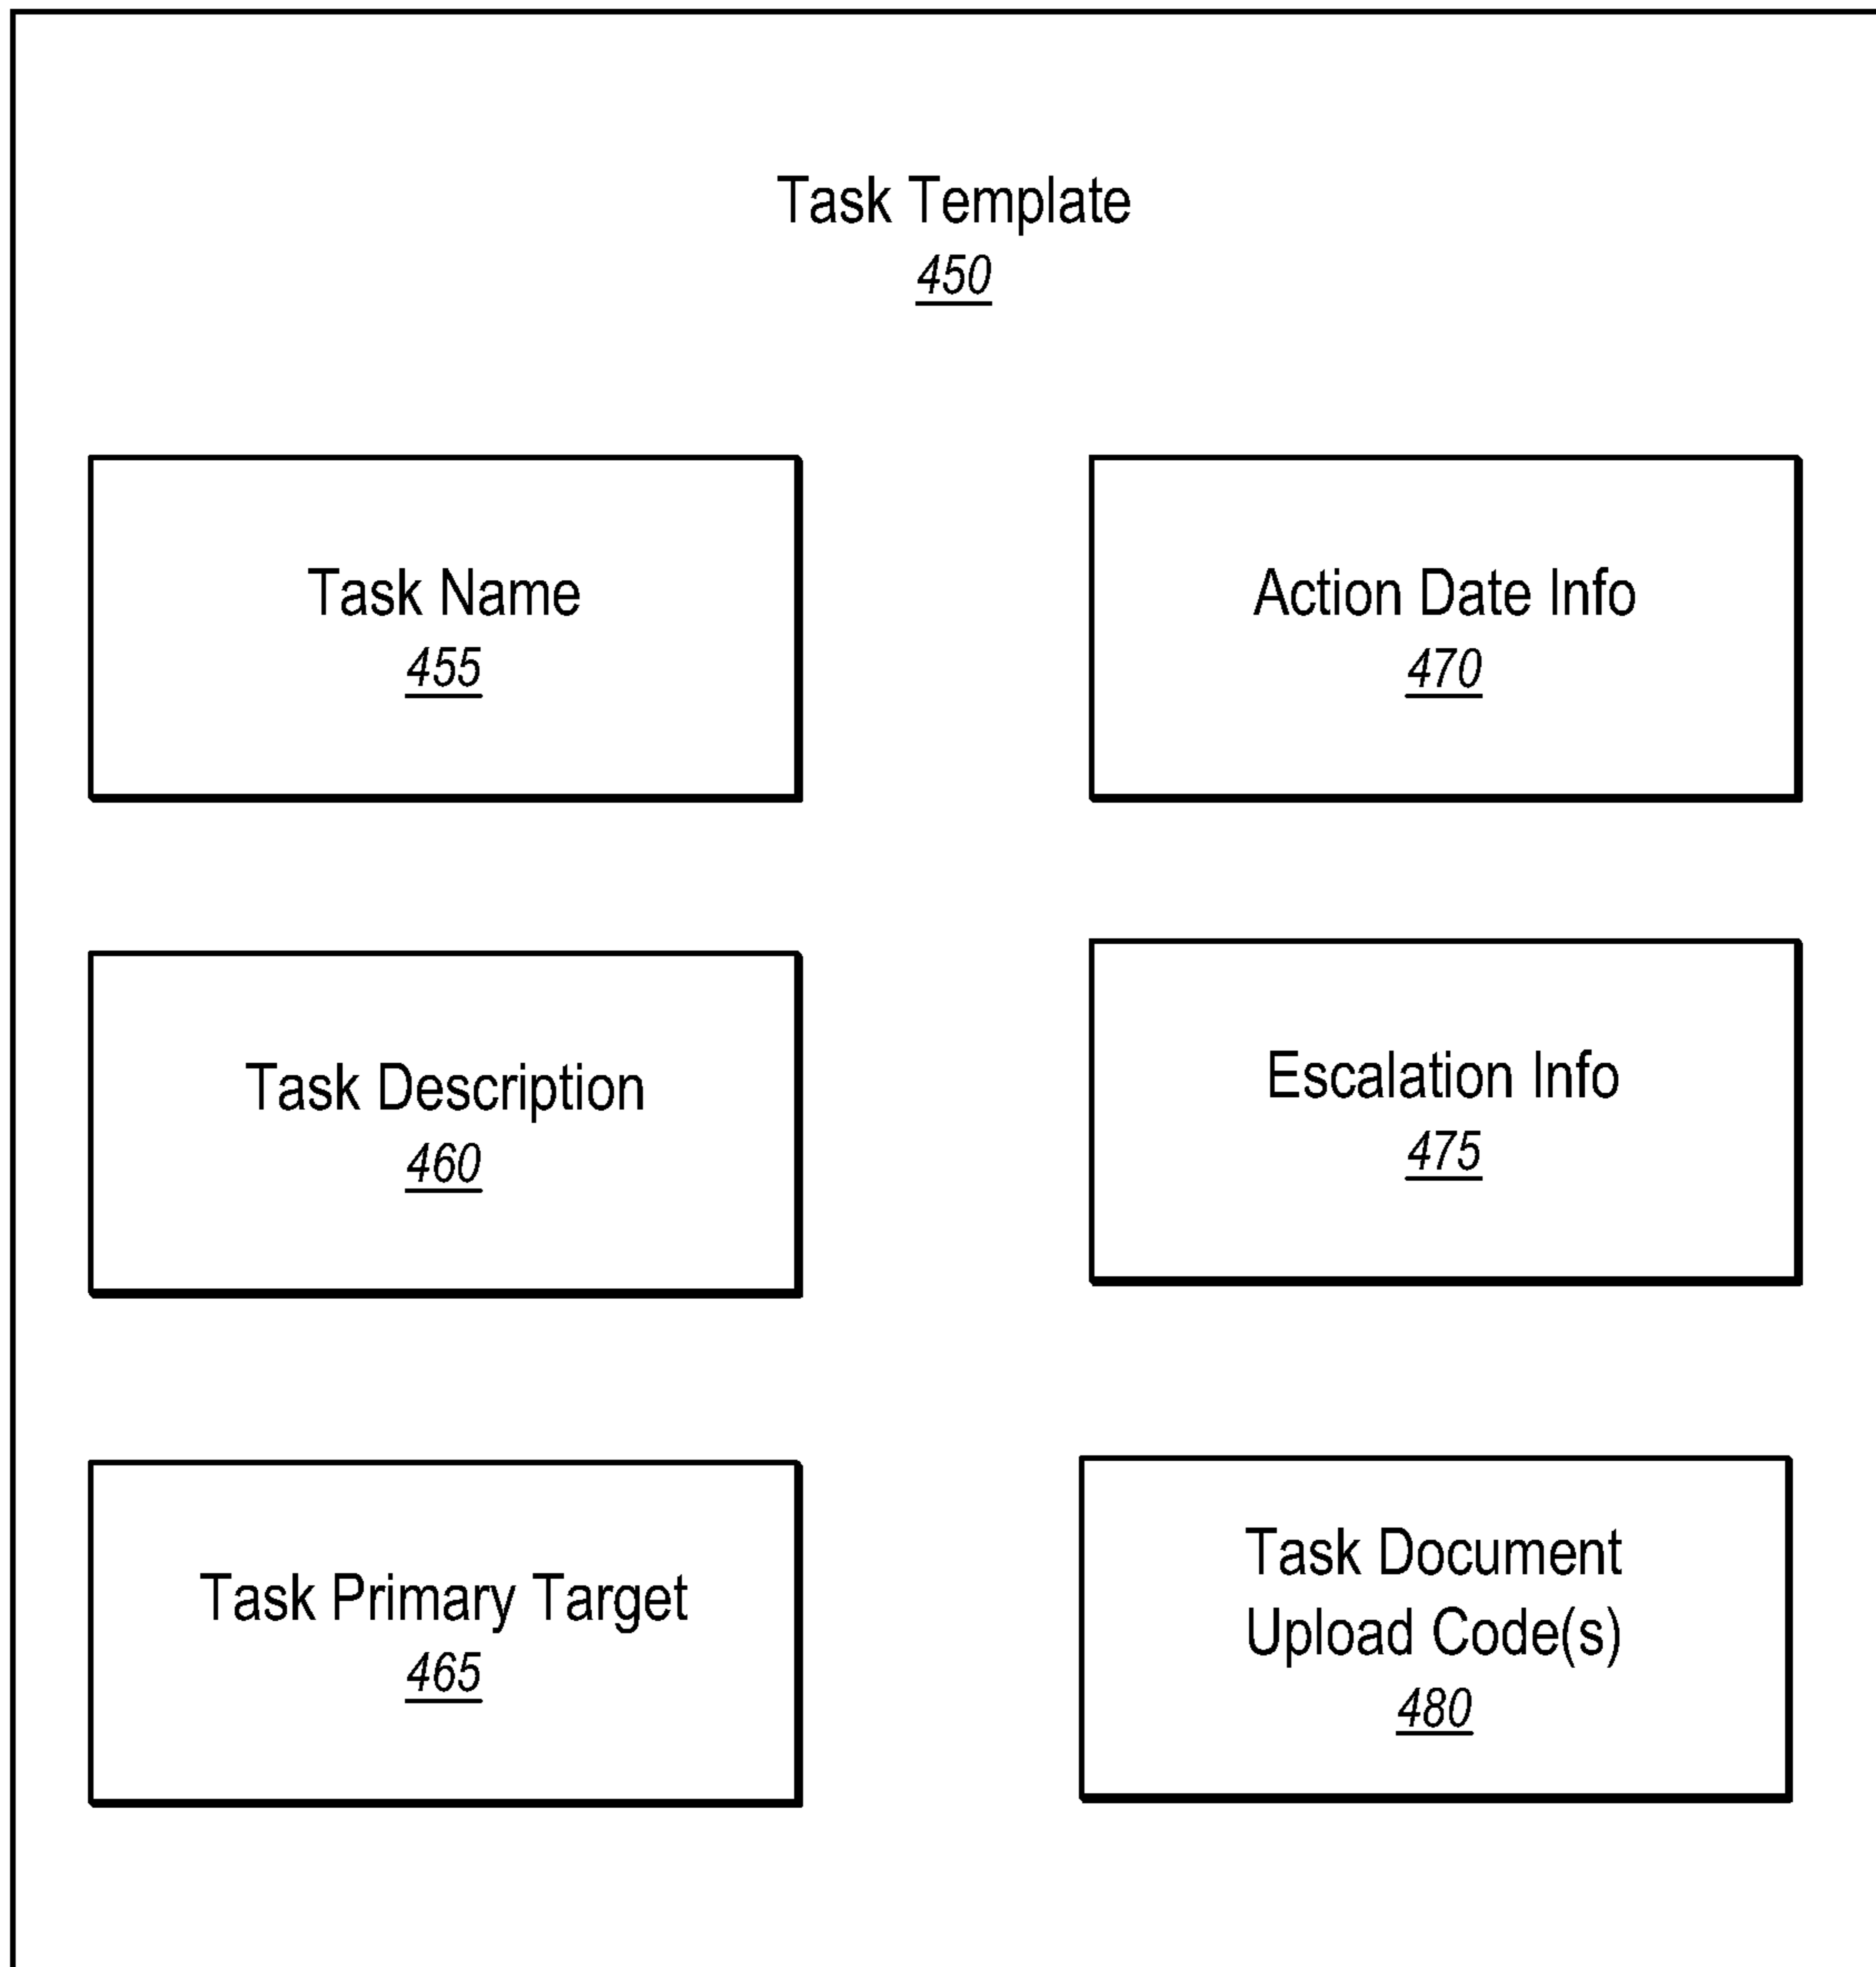 Task Template
450
Task Name
455
Action Date Info
470
Task Description
460
Escalation Info
475
Task Primary Target
465
Task Document
Upload Code(s)
480